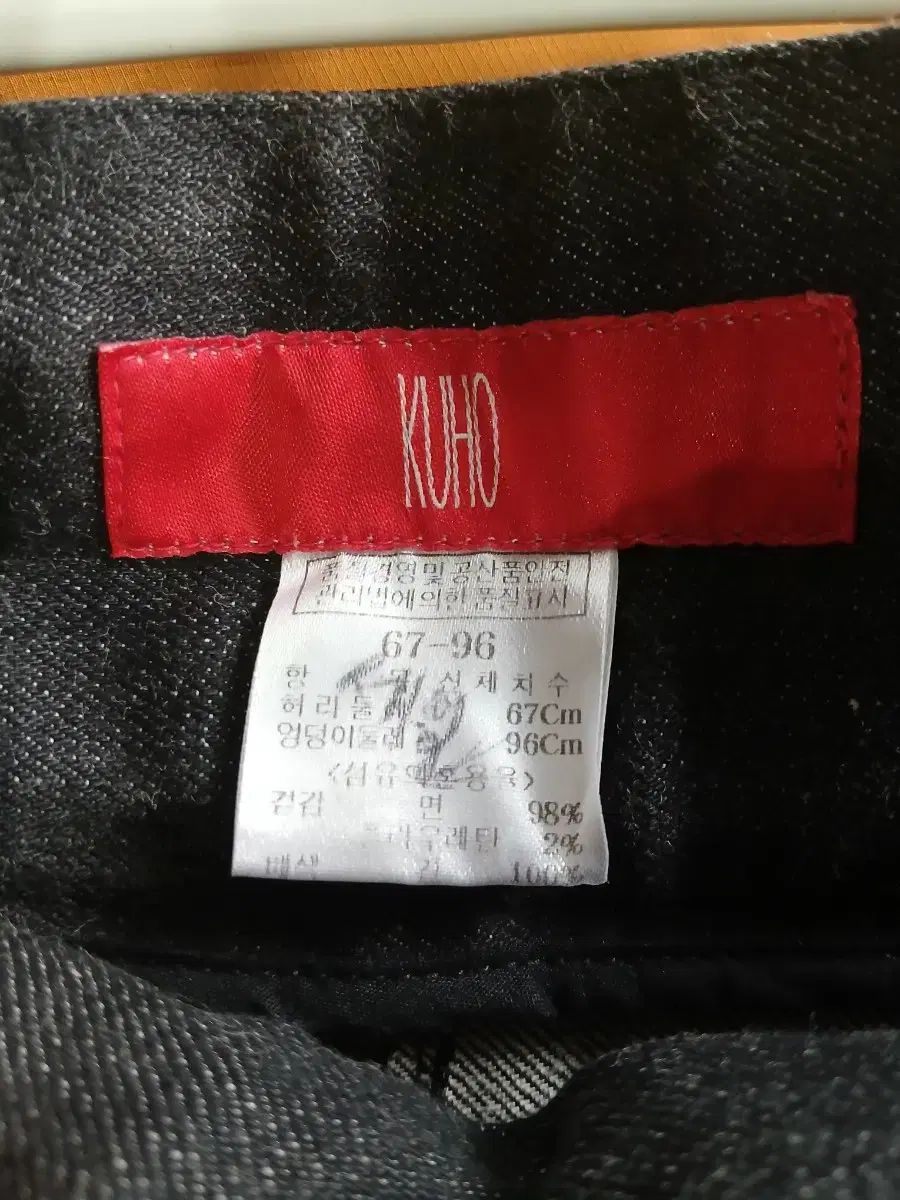 KUHO
품질경영및 공산품안전
관리법에의한 품질표시
67-96
항 신체치수
허리둘레 67Cm
엉덩이둘레 96Cm
<섬유의혼용율>
겉감 면 98%
폴리우레탄 2%
배색 100%